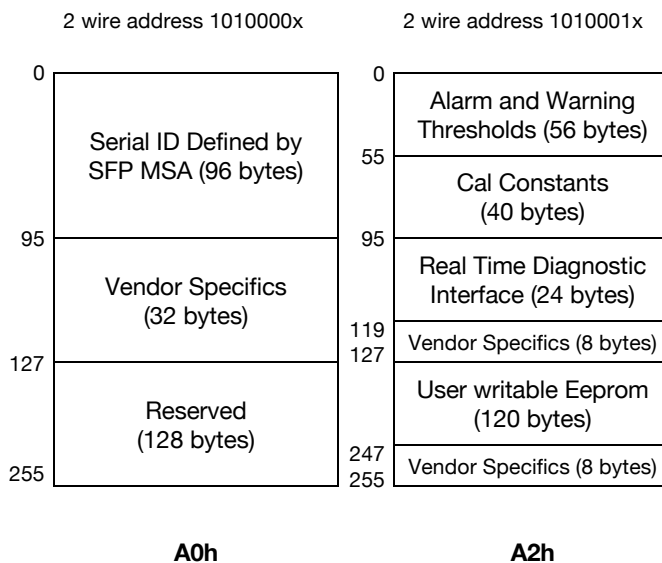 2 wire address 1010000x
0
Serial ID Defined by
SFP MSA (96 bytes)
95
Vendor Specifics
(32 bytes)
127
Reserved
(128 bytes)
255
A0h
2 wire address 1010001x
0
Alarm and Warning
Thresholds (56 bytes)
55
Cal Constants
(40 bytes)
95
Real Time Diagnostic
Interface (24 bytes)
119
Vendor Specifics (8 bytes)
127
User writable Eeprom
(120 bytes)
247
Vendor Specifics (8 bytes)
255
A2h